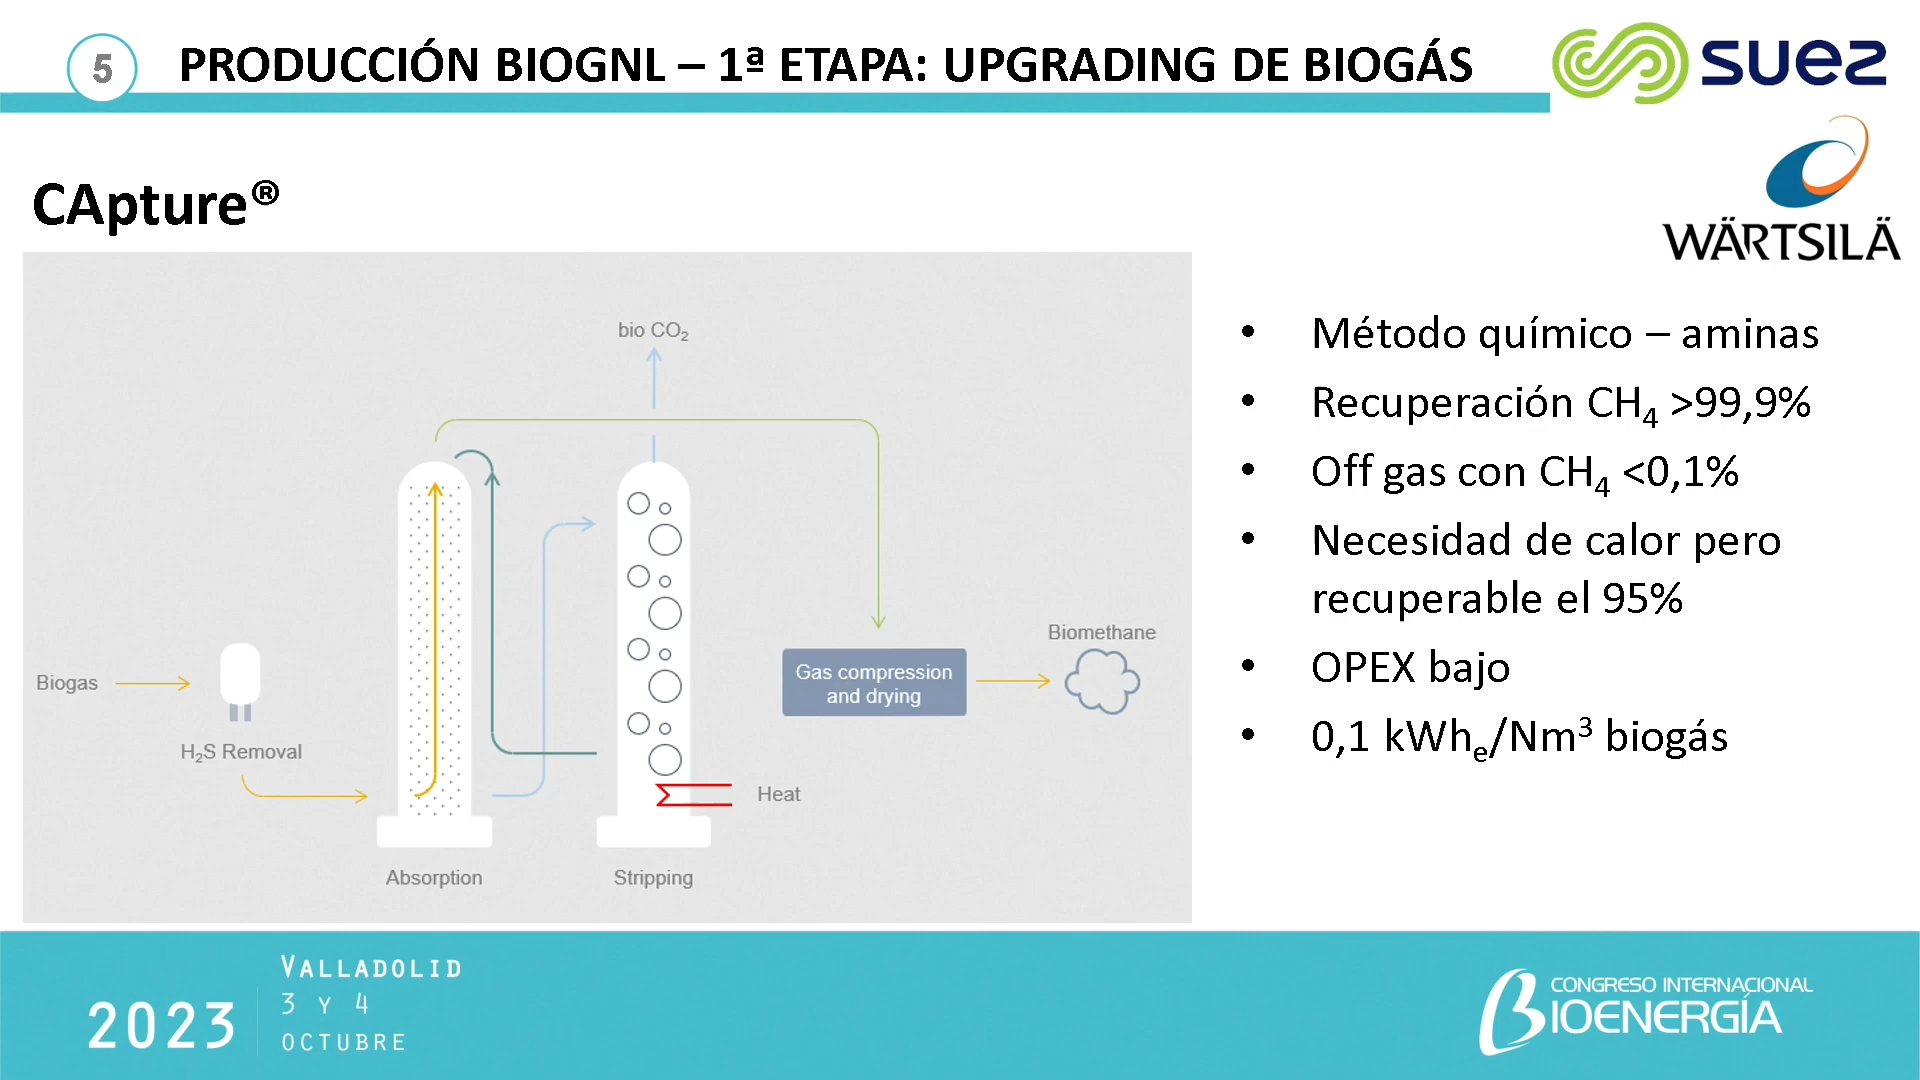 5
PRODUCCIÓN BIOGNL – 1ª ETAPA: UPGRADING DE BIOGÁS
suez
WÄRTSILÄ
CApture®
bio CO₂
Biogas
H₂S Removal
Absorption
Stripping
Heat
Gas compression
and drying
Biomethane
• Método químico – aminas
• Recuperación CH₄ >99,9%
• Off gas con CH₄ <0,1%
• Necesidad de calor pero
recuperable el 95%
• OPEX bajo
• 0,1 kWhₑ/Nm³ biogás
2023
VALLADOLID
3 Y 4
OCTUBRE
CONGRESO INTERNACIONAL
BIOENERGÍA